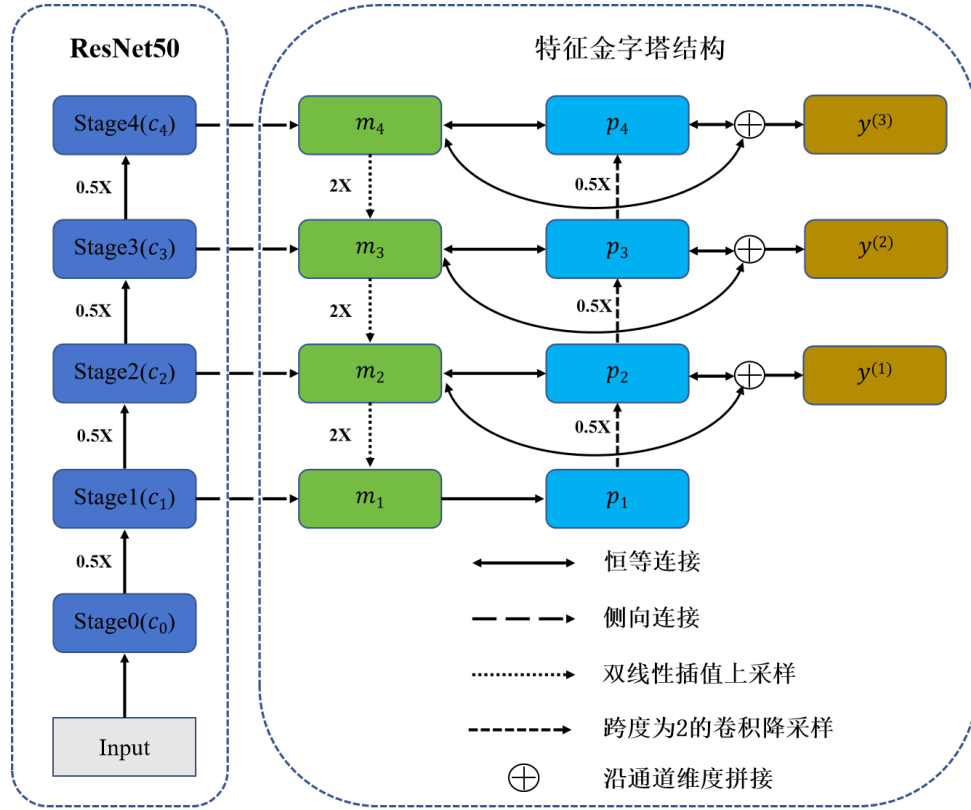 ResNet50
特征金字塔结构
Stage4(c₄)
m₄
p₄
y⁽³⁾
0.5X
2X
0.5X
Stage3(c₃)
m₃
p₃
y⁽²⁾
0.5X
2X
0.5X
Stage2(c₂)
m₂
p₂
y⁽¹⁾
0.5X
2X
0.5X
Stage1(c₁)
m₁
p₁
0.5X
恒等连接
Stage0(c₀)
侧向连接
双线性插值上采样
跨度为2的卷积降采样
Input
沿通道维度拼接